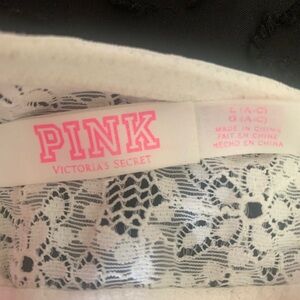 PINK
VICTORIA'S SECRET
L (A-C)
G (A-C)
MADE IN CHINA
FAIT EN CHINE
HECHO EN CHINA